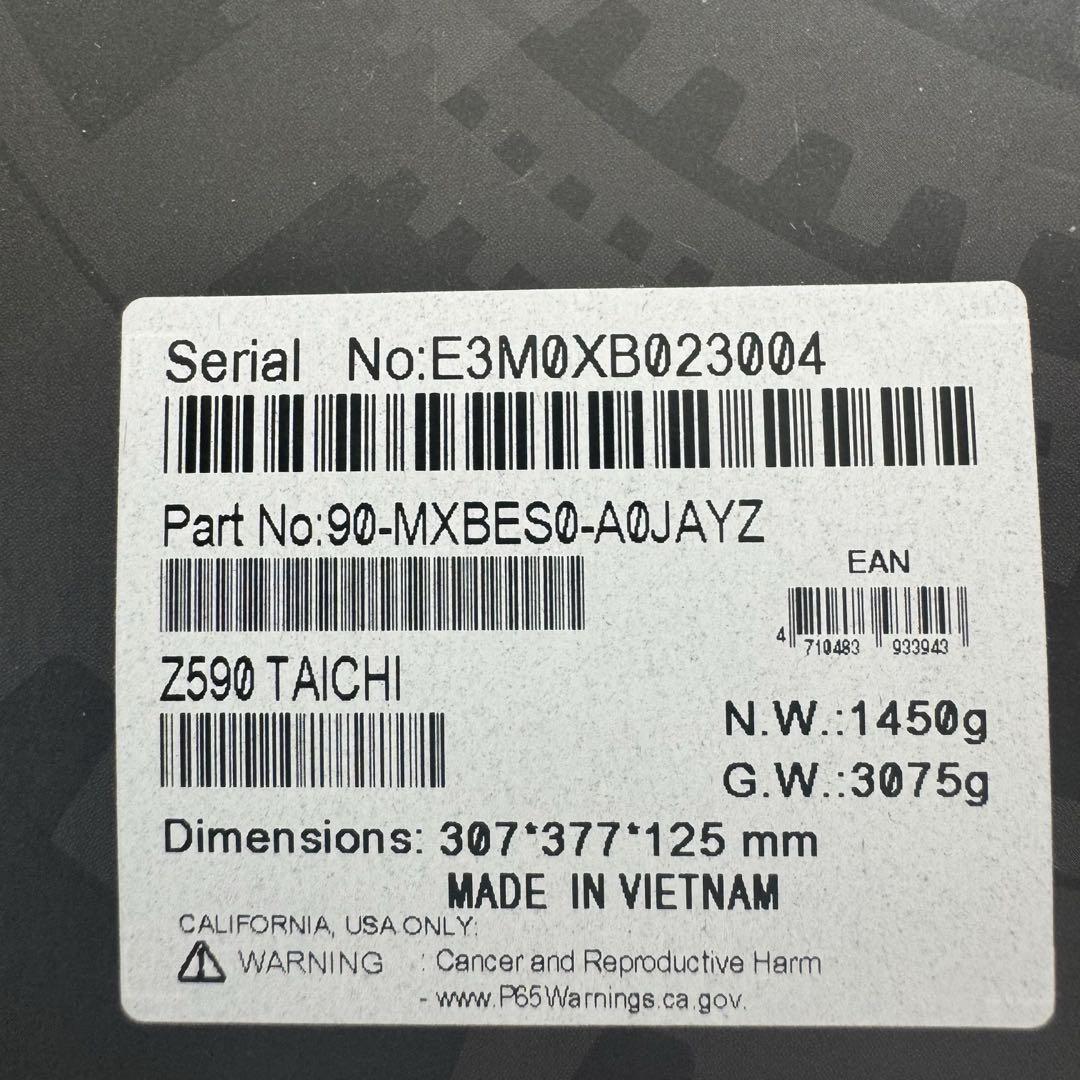 Serial No:E3M0XB023004
Part No:90-MXBES0-A0JAYZ
EAN
4 710483 933943
Z590 TAICHI
N.W.:1450g
G.W.:3075g
Dimensions: 307*377*125 mm
MADE IN VIETNAM
CALIFORNIA, USA ONLY:
WARNING : Cancer and Reproductive Harm
- www.P65Warnings.ca.gov.